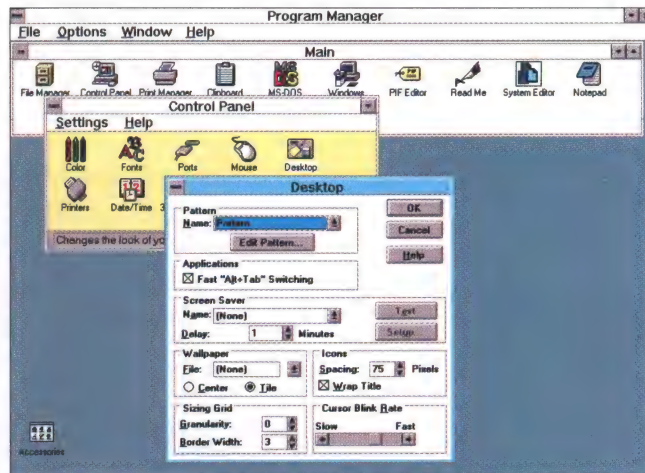 Program Manager
File Options Window Help
Main
File Manager Control Panel Print Manager Clipboard MS-DOS Windows PIF Editor Read Me System Editor Notepad
Control Panel
Settings Help
Color Fonts Ports Mouse Desktop
Printers Date/Time 3
Changes the look of yo
Desktop
Pattern
Name: Pattern
Edit Pattern...
OK
Cancel
Help
Applications
Fast "Alt+Tab" Switching
Screen Saver
Name: (None)
Delay: 1 Minutes
Test
Setup...
Wallpaper
File: (None)
Center Tile
Icons
Spacing: 75 Pixels
Wrap Title
Sizing Grid
Granularity: 0
Border Width: 3
Cursor Blink Rate
Slow Fast
Accessories